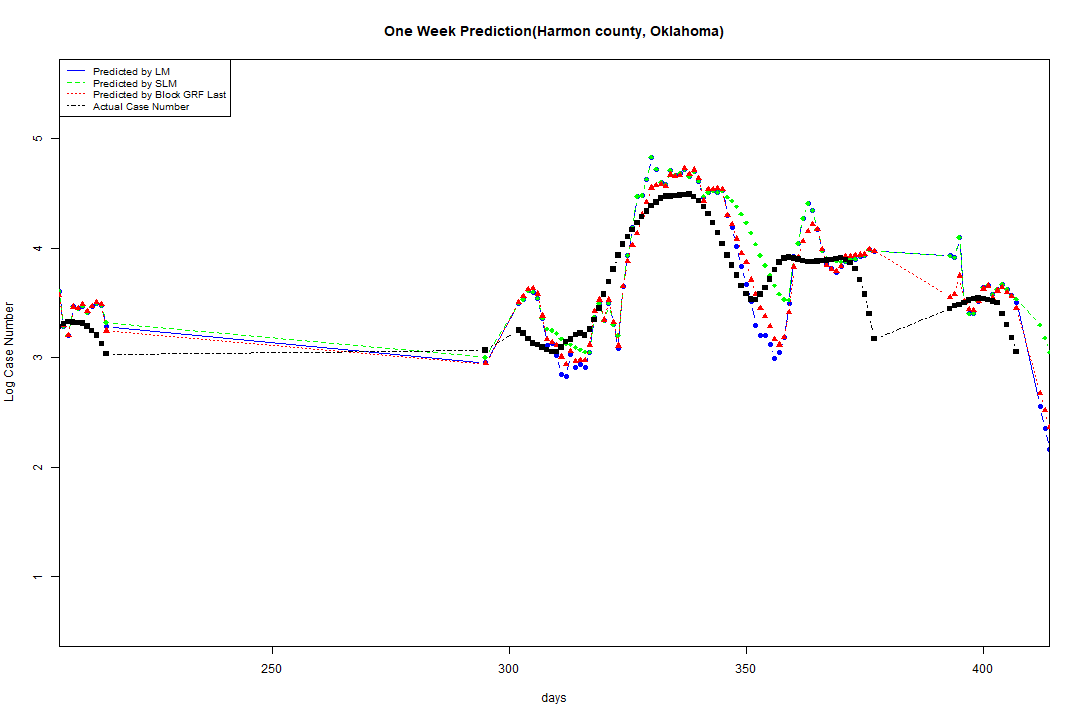 One Week Prediction(Harmon county, Oklahoma)
Predicted by LM
Predicted by SLM
Predicted by Block GRF Last
Actual Case Number
5
4
3
2
1
Log Case Number
250
300
350
400
days